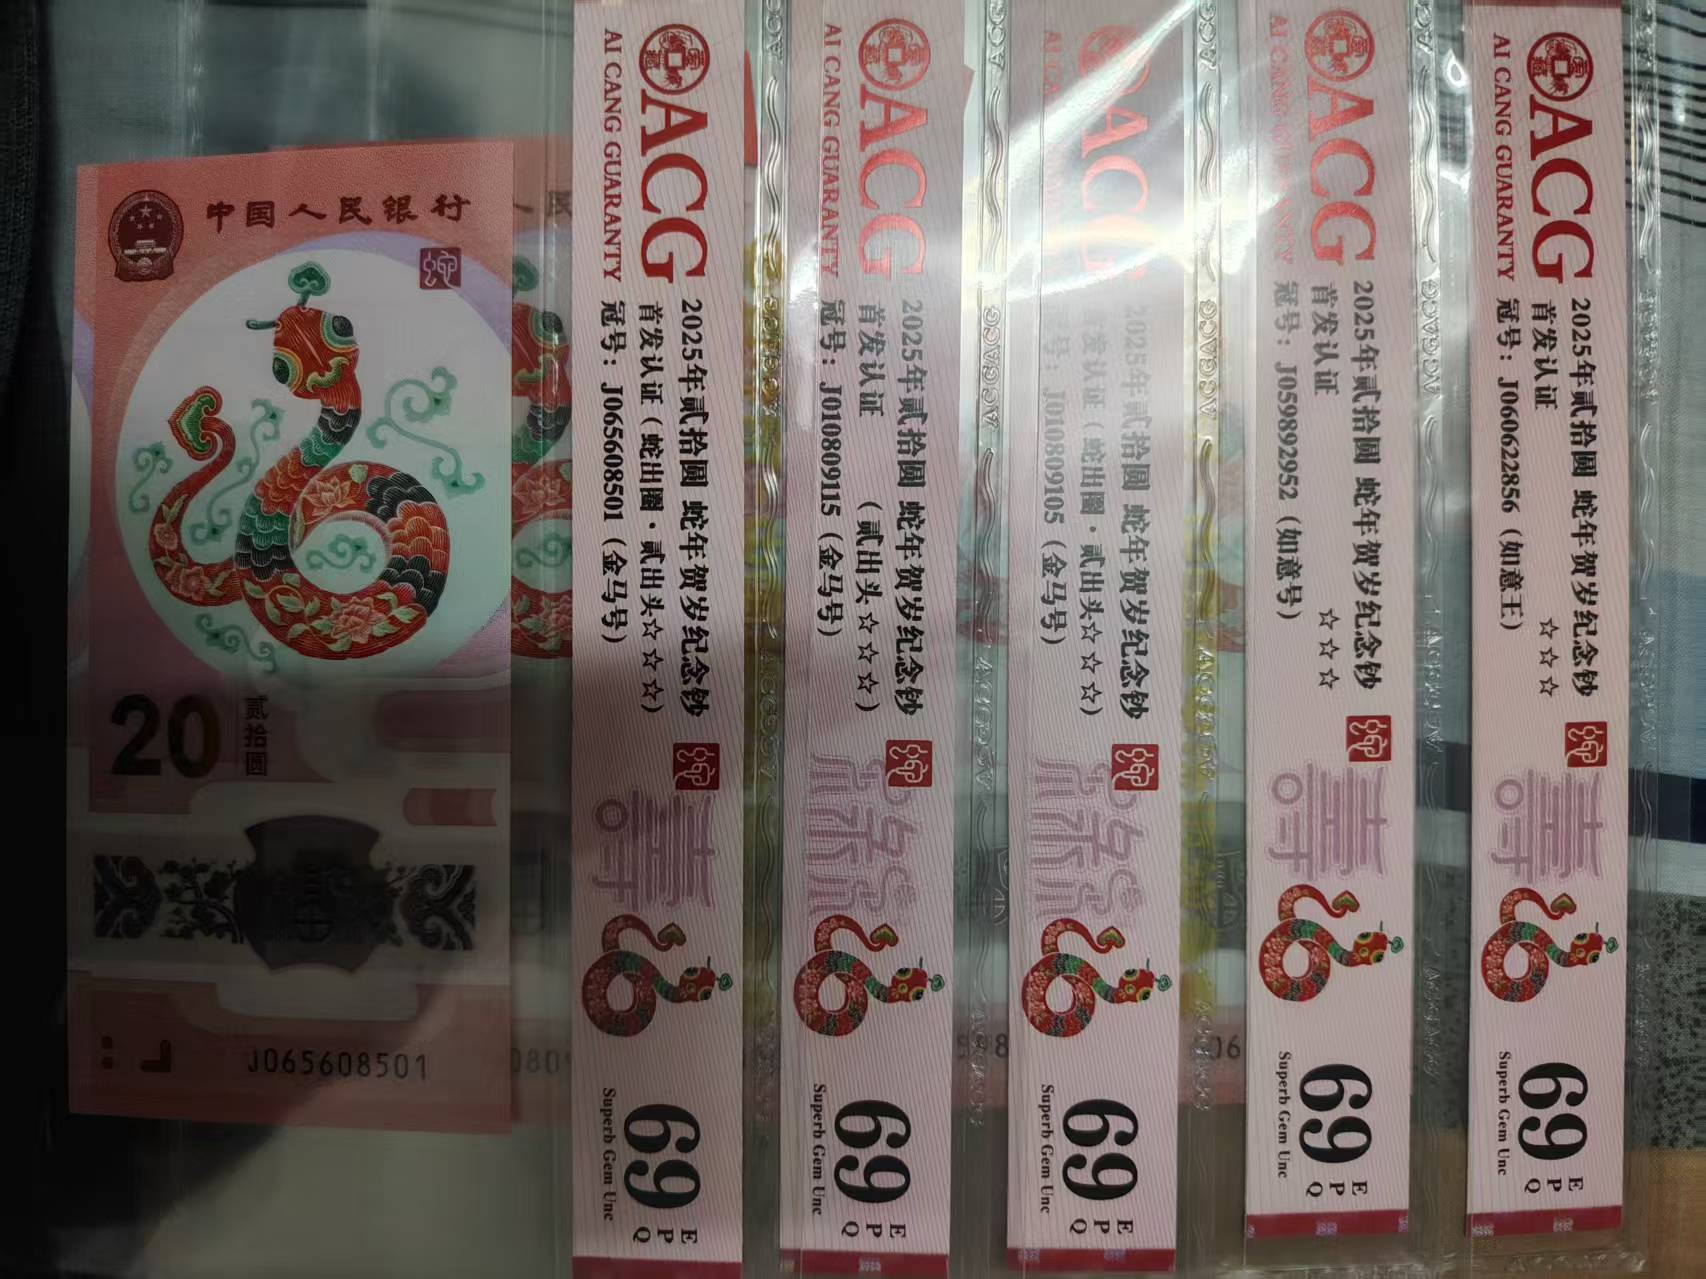 中国人民银行
20
贰拾圆
J065608501
ACG
AI CANG GUARANTY
2025年贰拾圆 蛇年贺岁纪念钞
首发认证（蛇出圈·贰出头☆☆☆）
冠号：J065608501（金马号）
69
EPQ
Superb Gem Unc
ACG
AI CANG GUARANTY
2025年贰拾圆 蛇年贺岁纪念钞
首发认证 （贰出头☆☆☆）
冠号：J010809115（金马号）
69
EPQ
Superb Gem Unc
ACG
2025年贰拾圆 蛇年贺岁纪念钞
首发认证（蛇出圈·贰出头☆☆☆）
冠号：J010809105（金马号）
69
EPQ
Superb Gem Unc
ACG
AI CANG GUARANTY
2025年贰拾圆 蛇年贺岁纪念钞
首发认证 ☆☆☆
冠号：J059892952（如意号）
69
EPQ
Superb Gem Unc
ACG
AI CANG GUARANTY
2025年贰拾圆 蛇年贺岁纪念钞
首发认证 ☆☆☆
冠号：J060622856（如意王）
69
EPQ
Superb Gem Unc